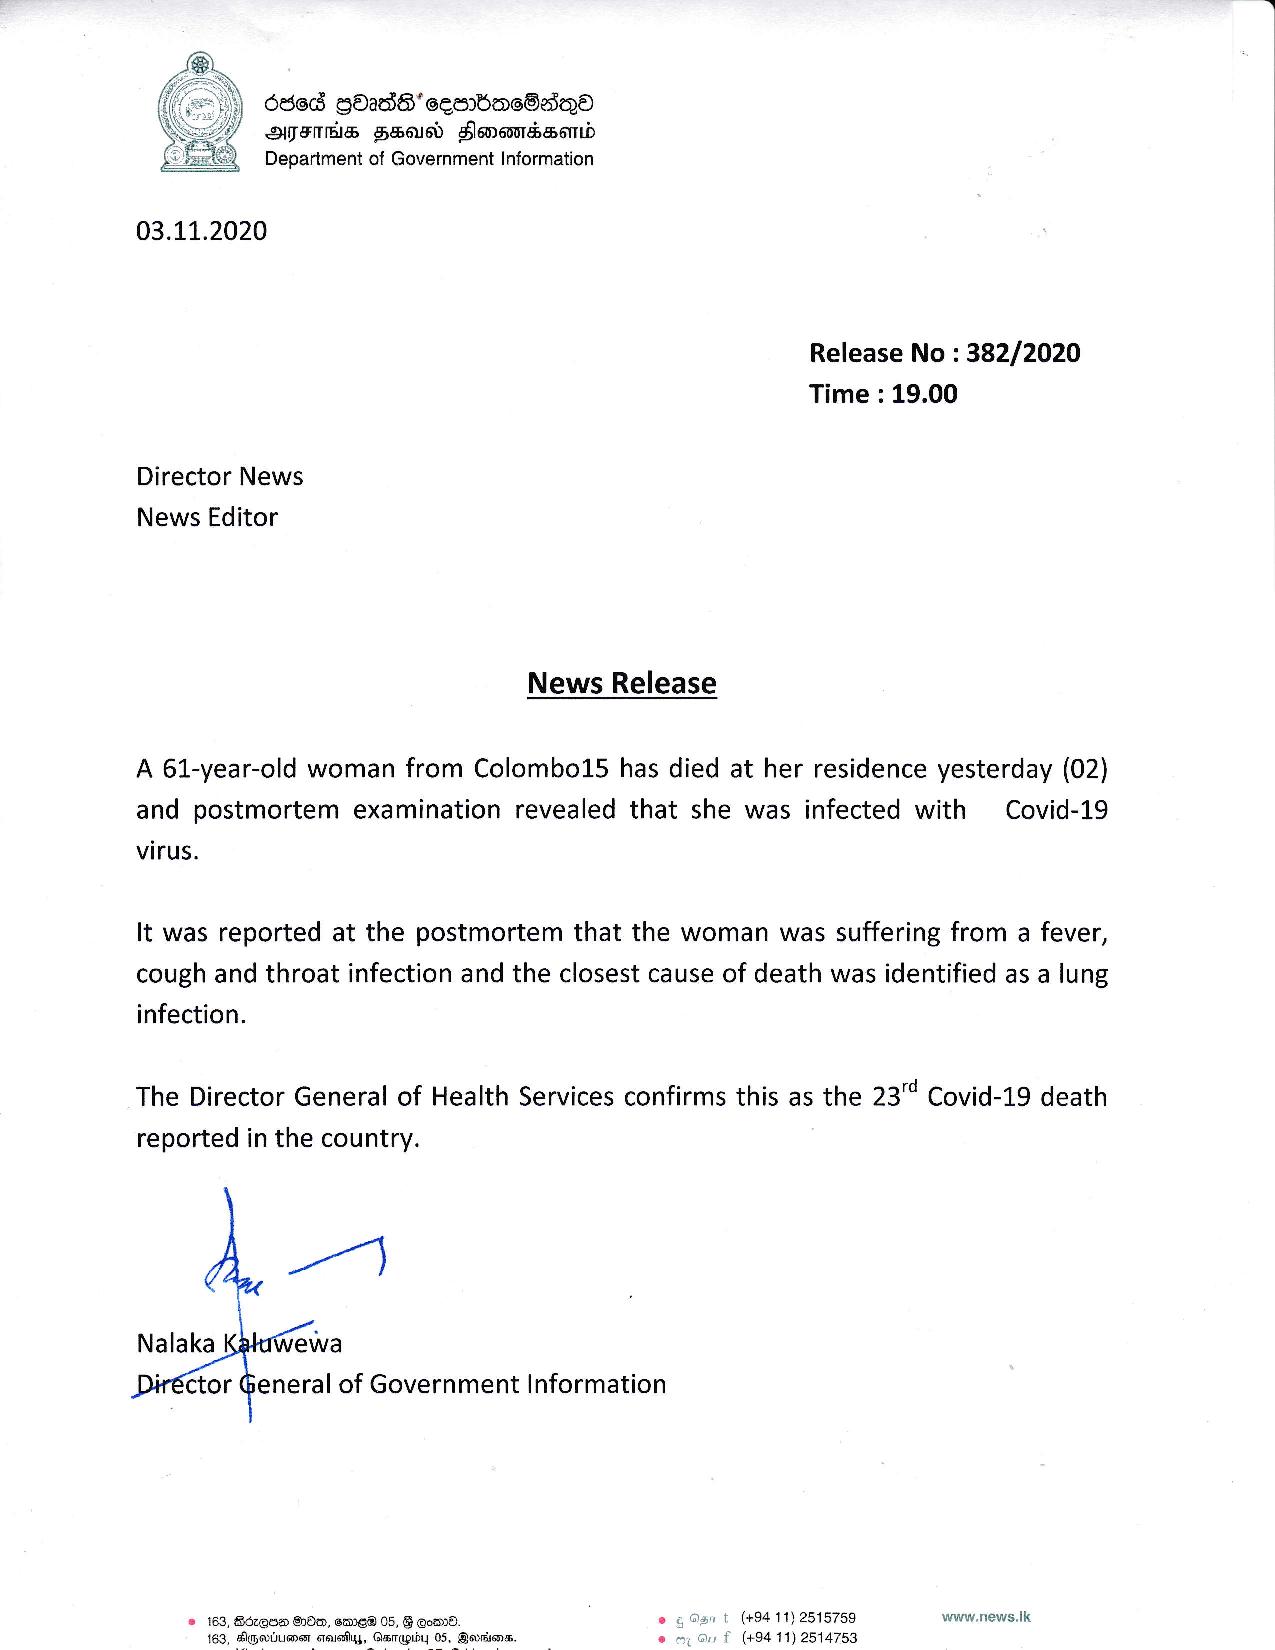 රජයේ ප්‍රවෘත්ති දෙපාර්තමේන්තුව
அரசாங்க தகவல் திணைக்களம்
Department of Government Information
03.11.2020
Release No : 382/2020
Time : 19.00
Director News
News Editor
News Release
A 61-year-old woman from Colombo15 has died at her residence yesterday (02)
and postmortem examination revealed that she was infected with Covid-19
virus.
It was reported at the postmortem that the woman was suffering from a fever,
cough and throat infection and the closest cause of death was identified as a lung
infection.
The Director General of Health Services confirms this as the 23rd Covid-19 death
reported in the country.
Nalaka Kaluwewa
Director General of Government Information
163, කිරුලපන මාවත, කොළඹ 05, ශ්‍රී ලංකාව.
163, கிருலப்பனை எவனியூ, கொழும்பு 05, இலங்கை.
දු தொ t (+94 11) 2515759
ෆැ பெ f (+94 11) 2514753
www.news.lk